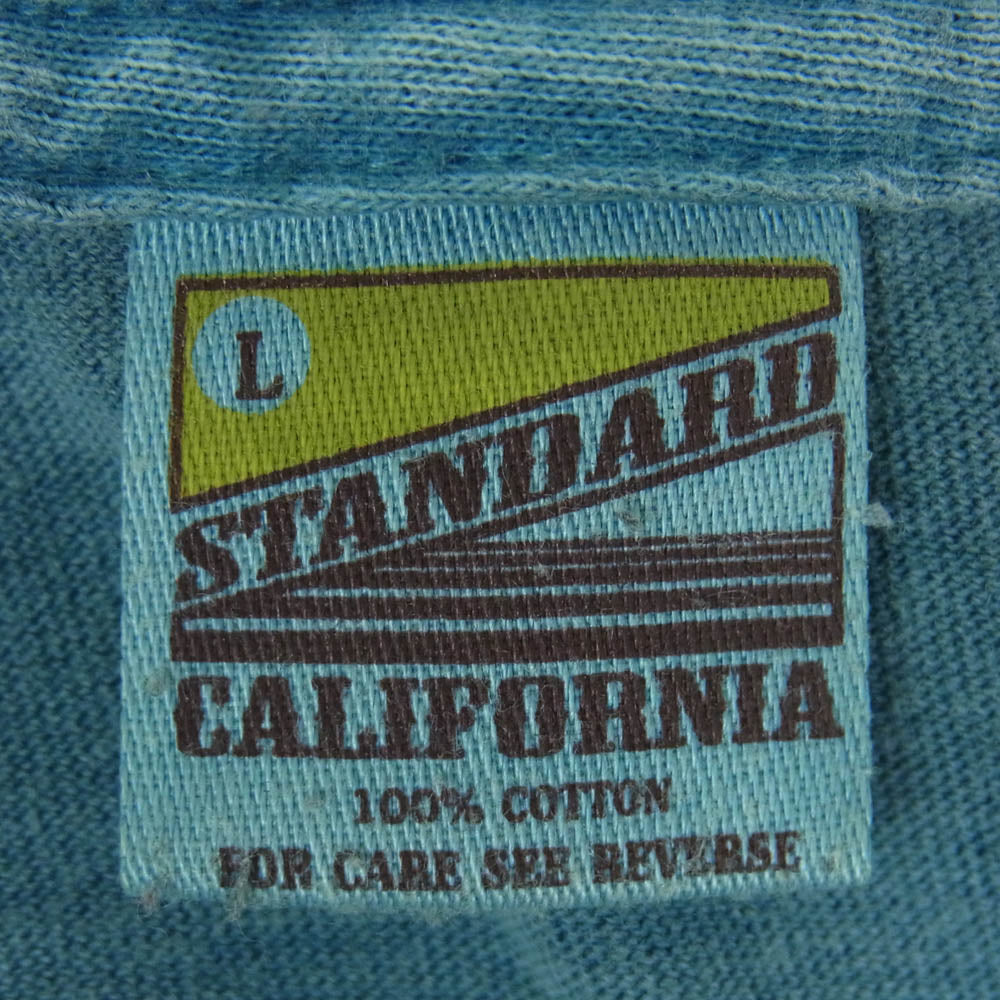 L
STANDARD
CALIFORNIA
100% COTTON
FOR CARE SEE REVERSE